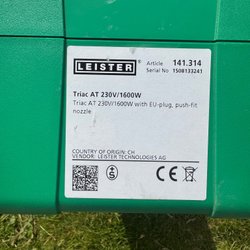 LEISTER
Article 141.314
Serial No 1508133241
Triac AT 230V/1600W
Triac AT 230V/1600W with EU-plug, push-fit
nozzle
COUNTRY OF ORIGIN: CH
VENDOR: LEISTER TECHNOLOGIES AG